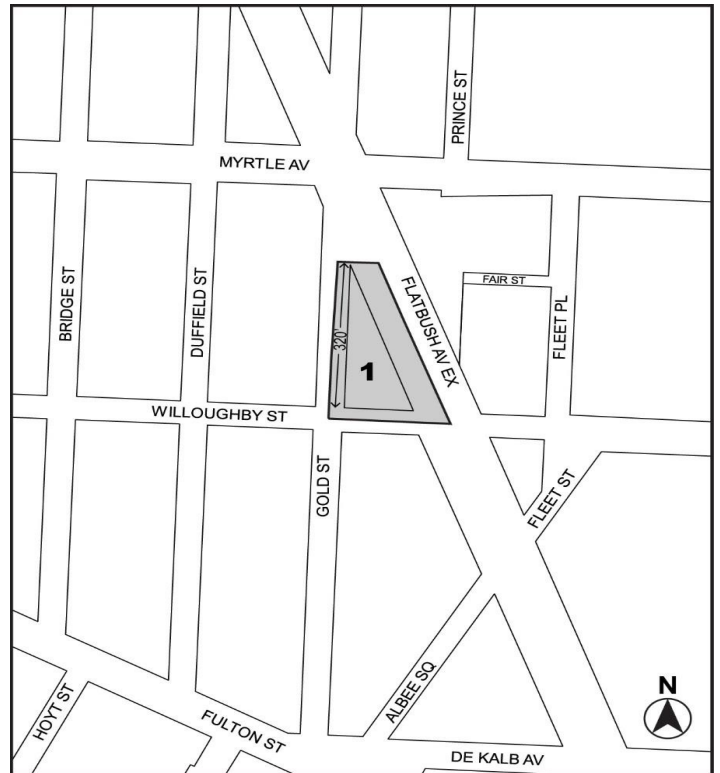 PRINCE ST
MYRTLE AV
BRIDGE ST
DUFFIELD ST
FLATBUSH AV EX
FAIR ST
FLEET PL
320'
1
WILLOUGHBY ST
GOLD ST
FLEET ST
ALBEE SQ
HOYT ST
FULTON ST
DE KALB AV
N